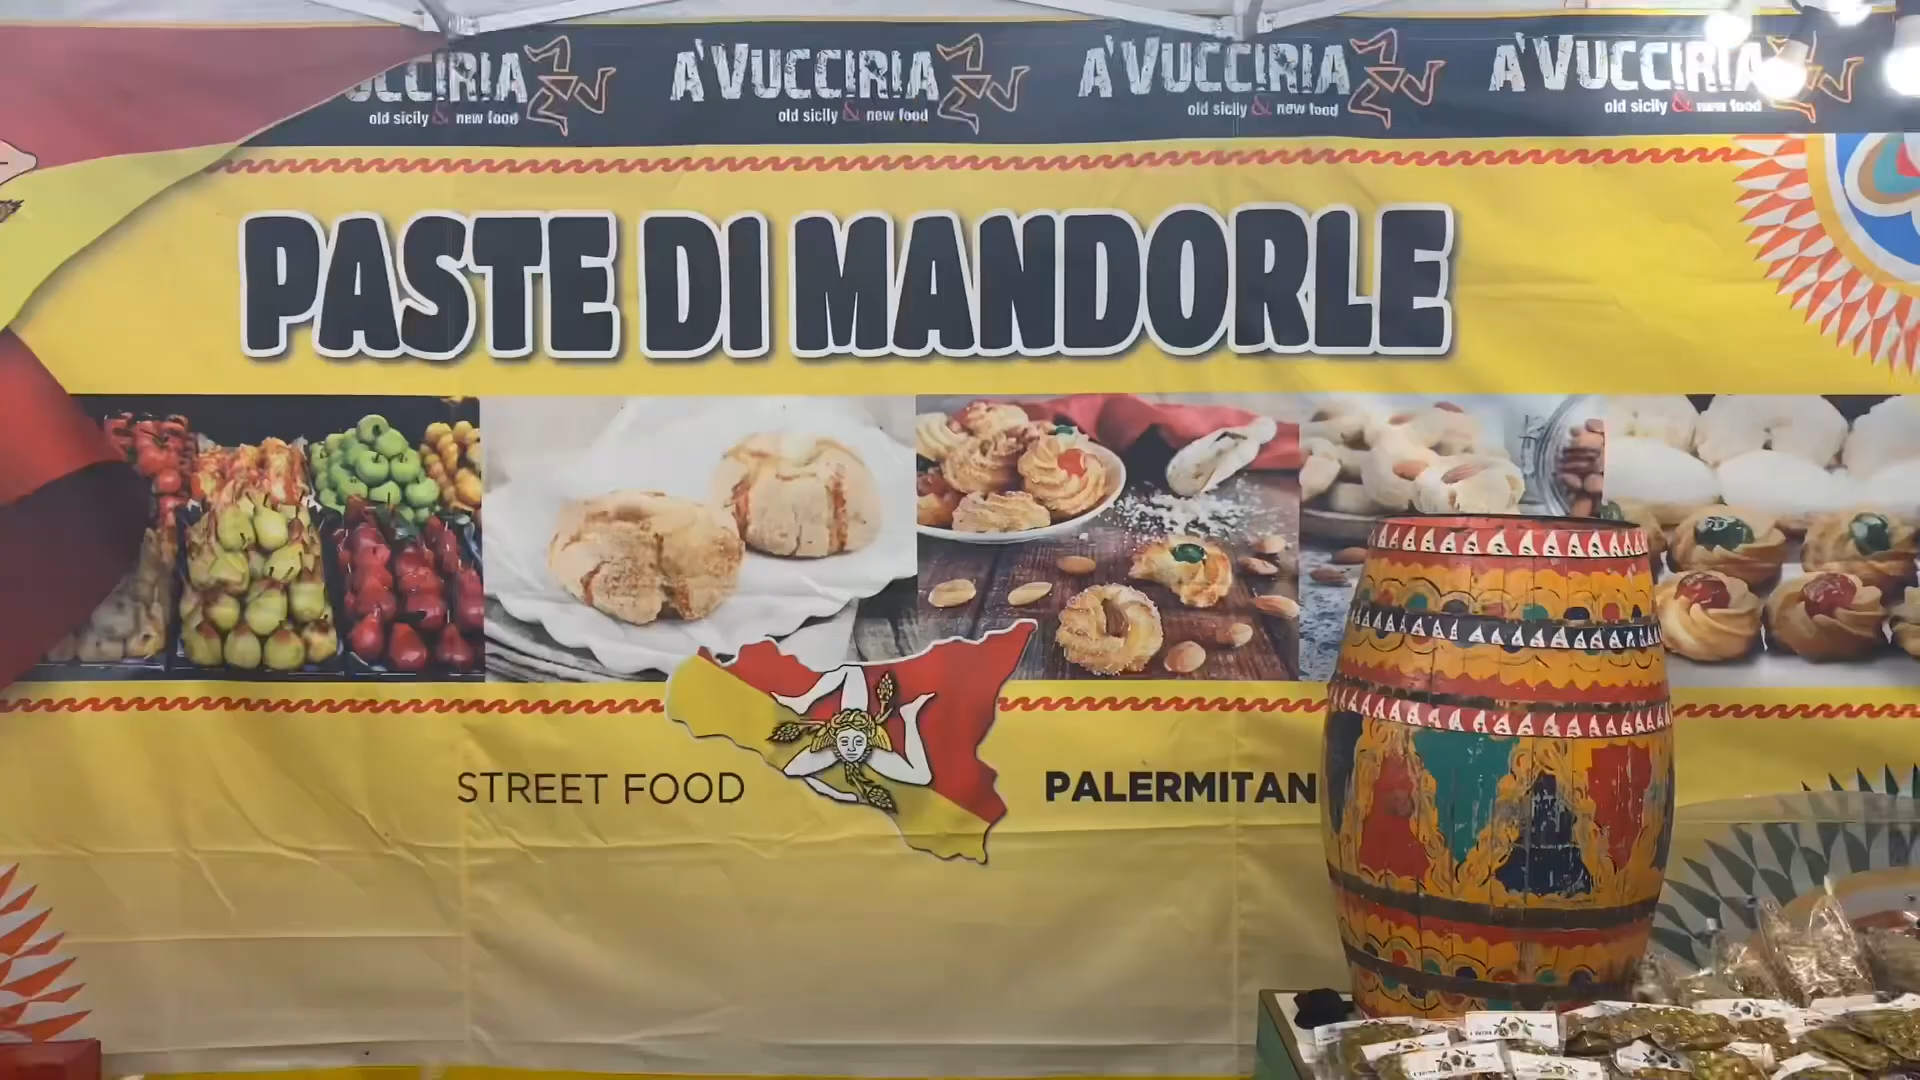 UCCIRIA
old sicily & new food
A'VUCCIRIA
old sicily & new food
A'VUCCIRIA
old sicily & new food
A'VUCCIRIA
old sicily & new food
PASTE DI MANDORLE
STREET FOOD
PALERMITAN